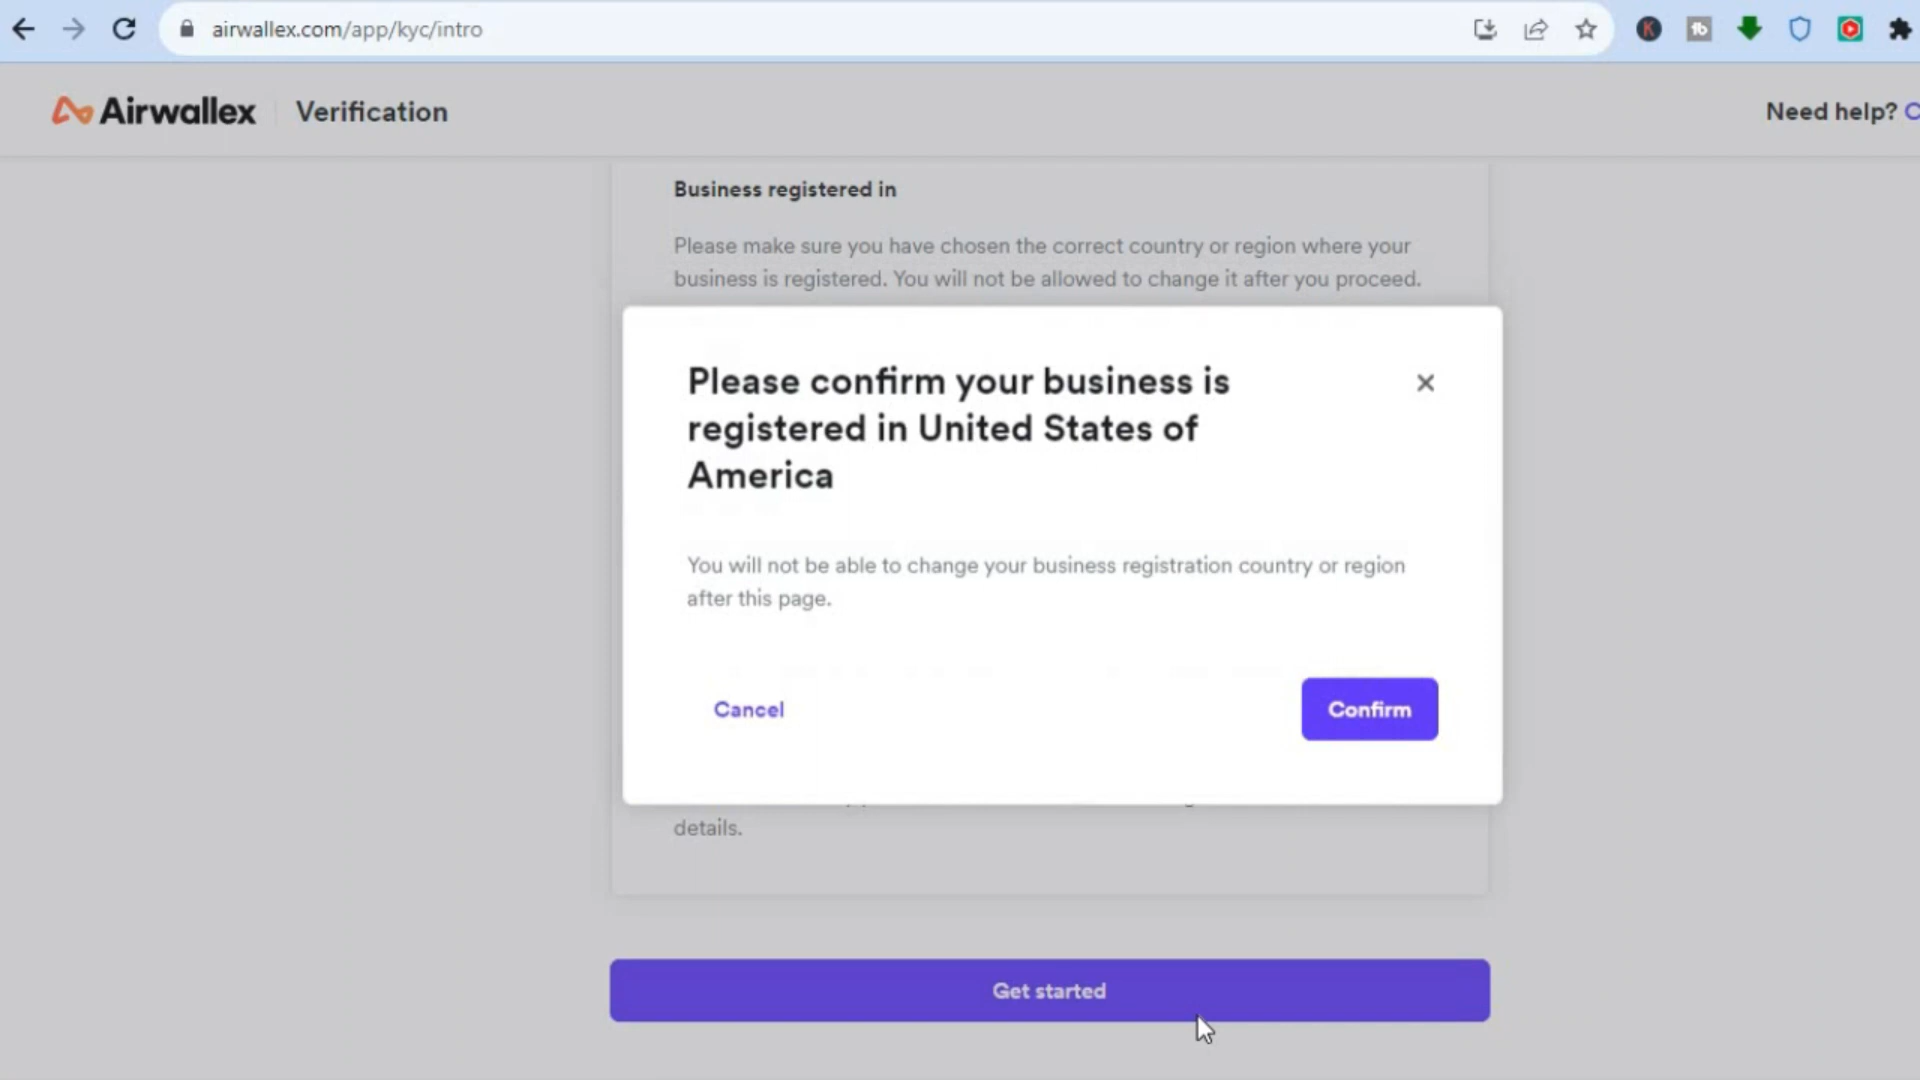 airwallex.com/app/kyc/intro
Airwallex Verification
Need help?
Business registered in
Please make sure you have chosen the correct country or region where your
business is registered. You will not be allowed to change it after you proceed.
Please confirm your business is
registered in United States of
America
You will not be able to change your business registration country or region
after this page.
Cancel
Confirm
details.
Get started